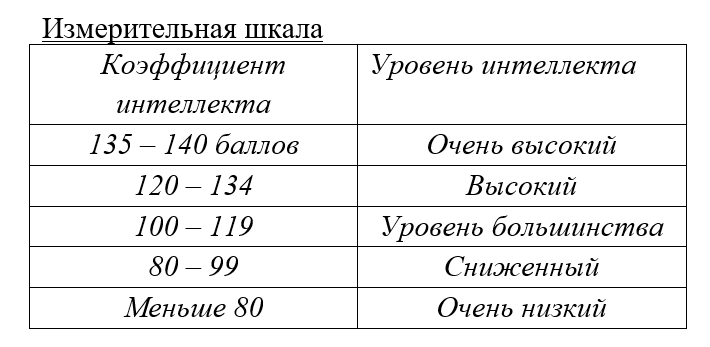 Измерительная шкала
Коэффициент интеллекта	Уровень интеллекта
135 – 140 баллов	Очень высокий
120 – 134	Высокий
100 – 119	Уровень большинства
80 – 99	Сниженный
Меньше 80	Очень низкий